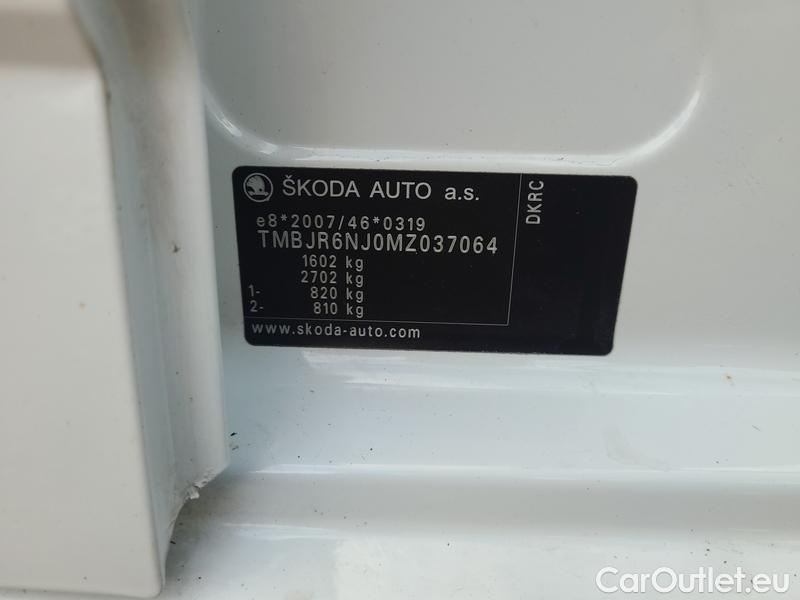 ŠKODA AUTO a.s.
e8*2007/46*0319
TMBJR6NJ0MZ037064
1602 kg
2702 kg
1- 820 kg
2- 810 kg
www.skoda-auto.com
DKRC
CarOutlet.eu